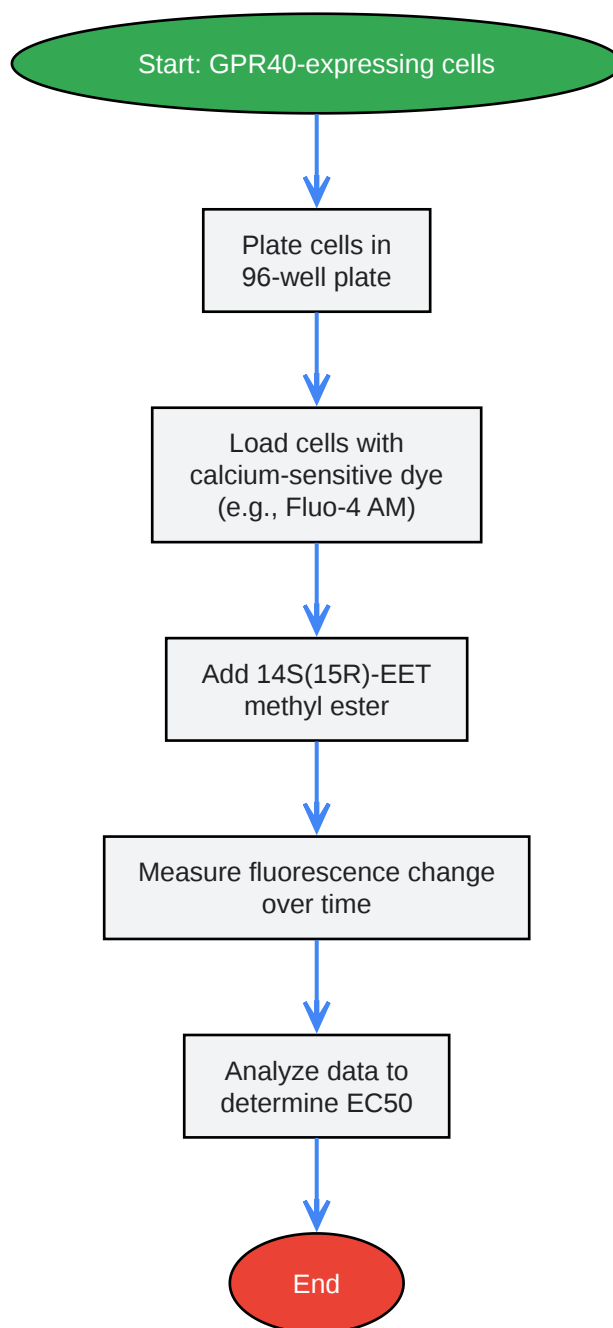 Start: GPR40-expressing cells
Plate cells in
96-well plate
Load cells with
calcium-sensitive dye
(e.g., Fluo-4 AM)
Add 14S(15R)-EET
methyl ester
Measure fluorescence change
over time
Analyze data to
determine EC50
End